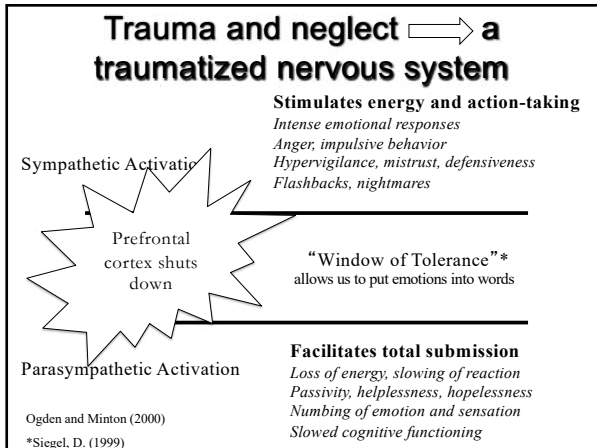 Trauma and neglect ⇨ a
traumatized nervous system
Stimulates energy and action-taking
Intense emotional responses
Anger, impulsive behavior
Hypervigilance, mistrust, defensiveness
Flashbacks, nightmares
Sympathetic Activatio
Prefrontal
cortex shuts
down
“Window of Tolerance”*
allows us to put emotions into words
Parasympathetic Activation
Facilitates total submission
Loss of energy, slowing of reaction
Passivity, helplessness, hopelessness
Numbing of emotion and sensation
Slowed cognitive functioning
Ogden and Minton (2000)
*Siegel, D. (1999)